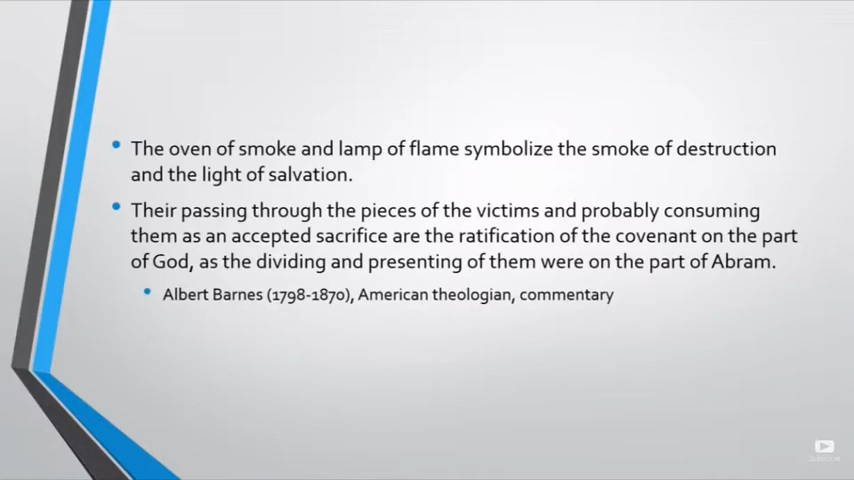 • The oven of smoke and lamp of flame symbolize the smoke of destruction
and the light of salvation.
• Their passing through the pieces of the victims and probably consuming
them as an accepted sacrifice are the ratification of the covenant on the part
of God, as the dividing and presenting of them were on the part of Abram.
• Albert Barnes (1798-1870), American theologian, commentary